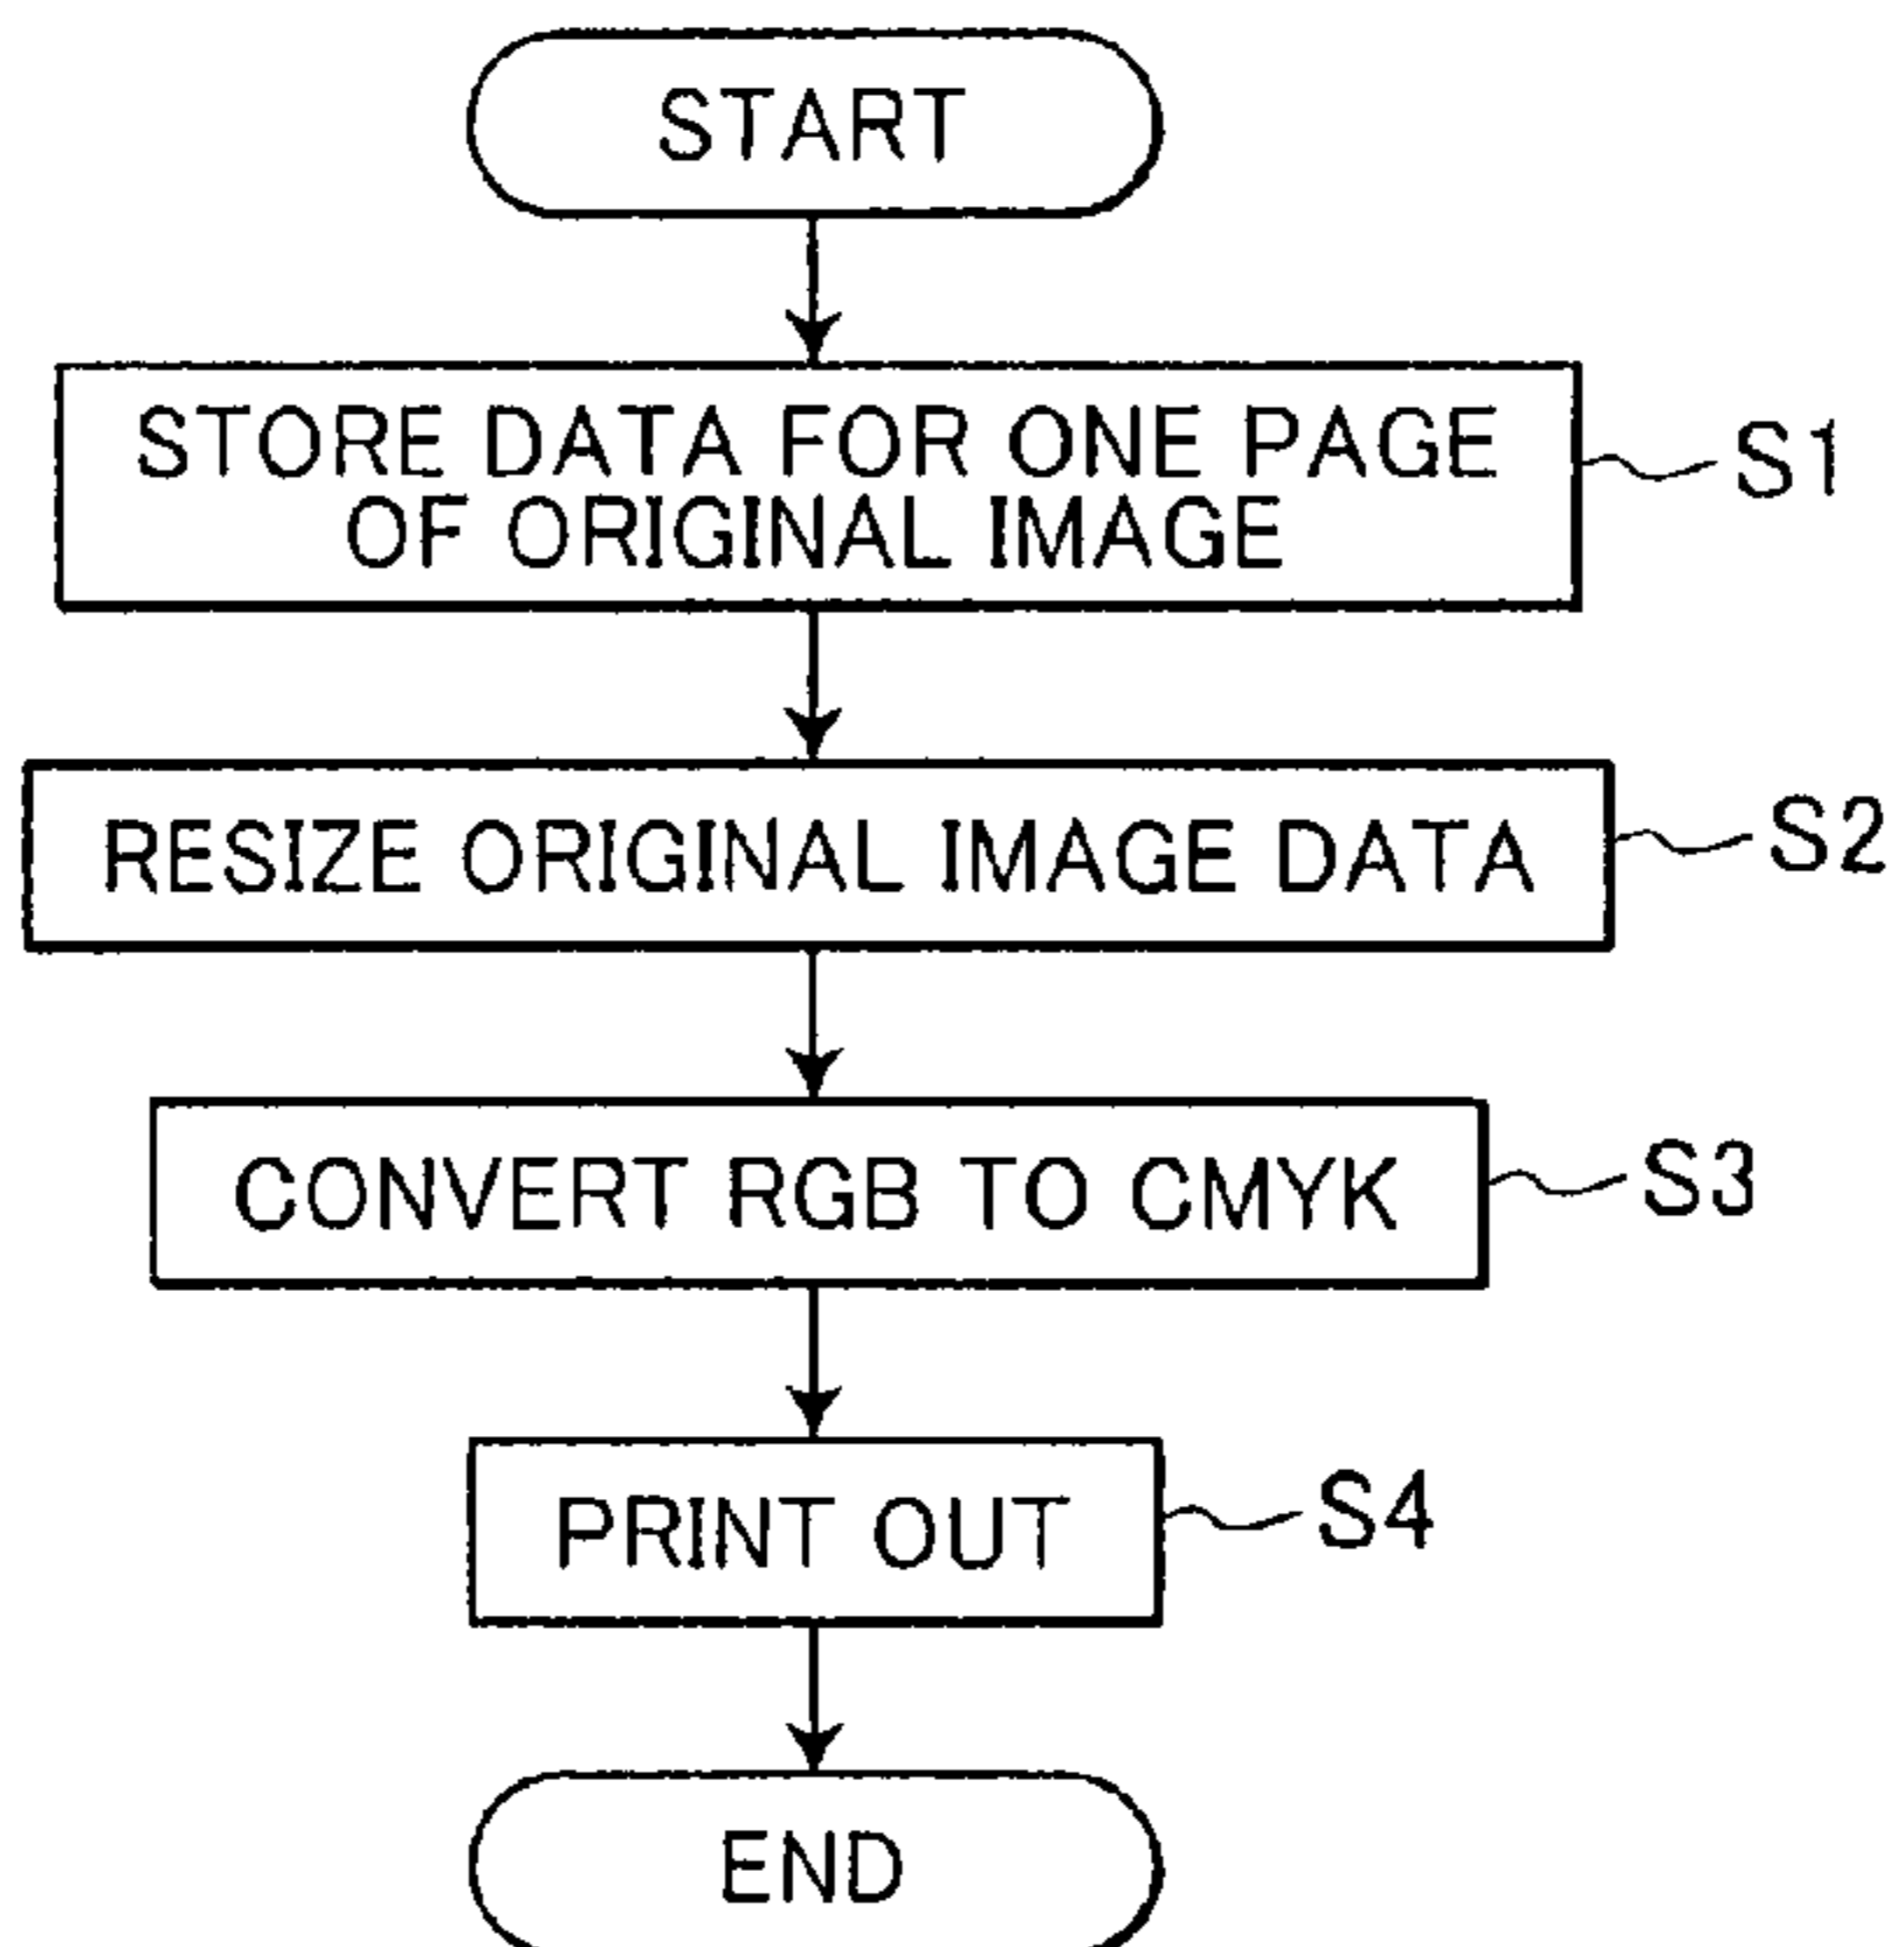 START
STORE DATA FOR ONE PAGE
OF ORIGINAL IMAGE
S1
RESIZE ORIGINAL IMAGE DATA
S2
CONVERT RGB TO CMYK
S3
PRINT OUT
S4
END